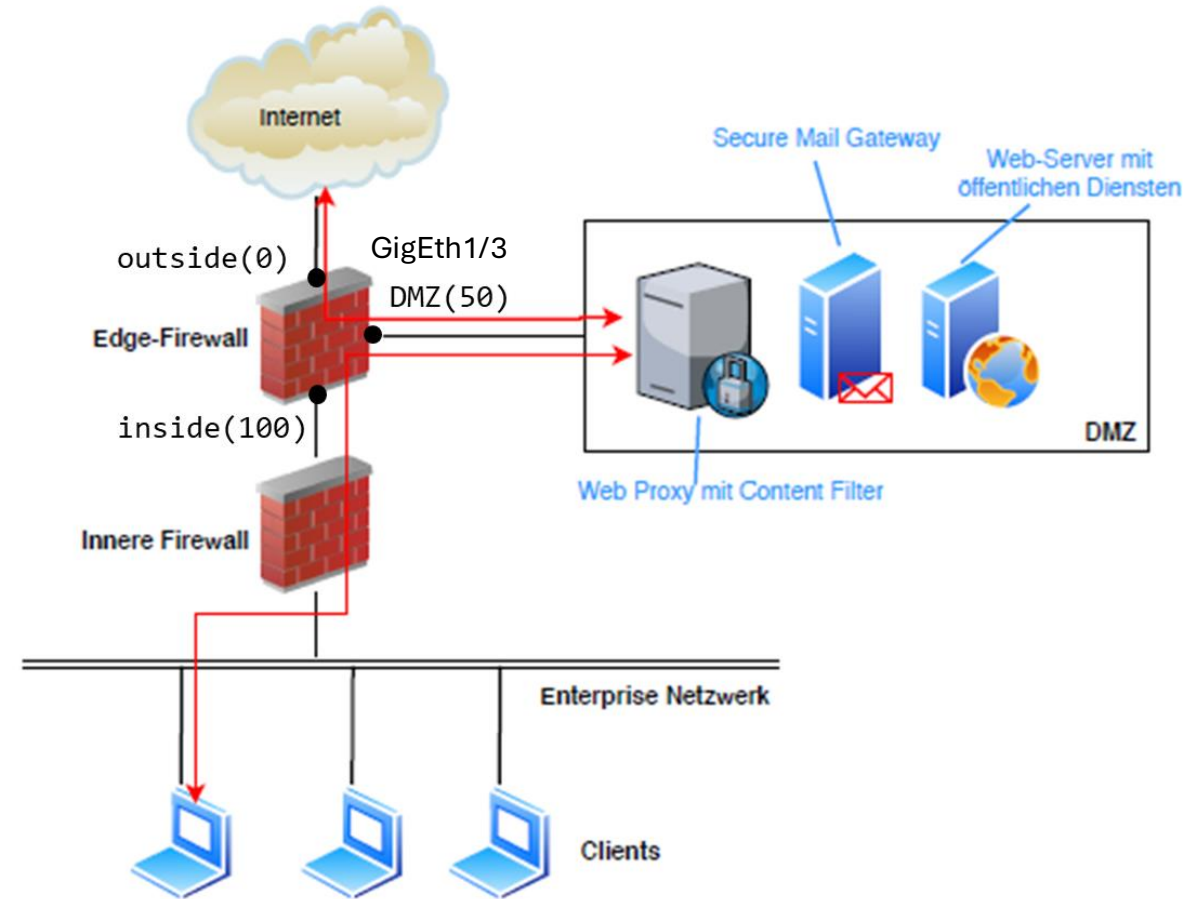 Internet
Secure Mail Gateway
Web-Server mit
öffentlichen Diensten
outside(0)
GigEth1/3
DMZ(50)
Edge-Firewall
inside(100)
DMZ
Web Proxy mit Content Filter
Innere Firewall
Enterprise Netzwerk
Clients